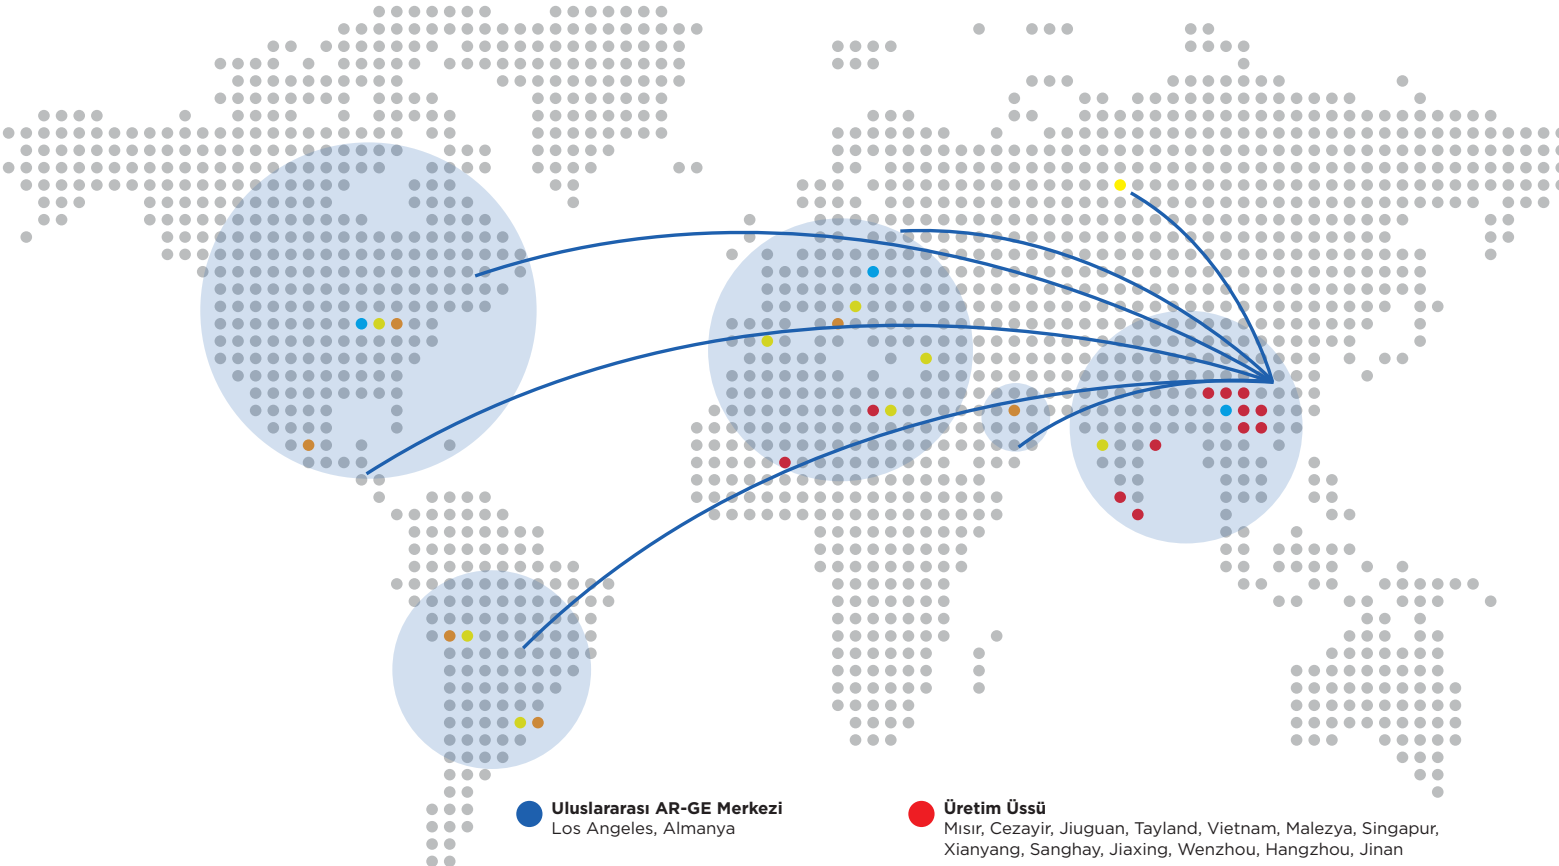 Uluslararası AR-GE Merkezi
Los Angeles, Almanya
Üretim Üssü
Mısır, Cezayir, Jiuguan, Tayland, Vietnam, Malezya, Singapur,
Xianyang, Sanghay, Jiaxing, Wenzhou, Hangzhou, Jinan